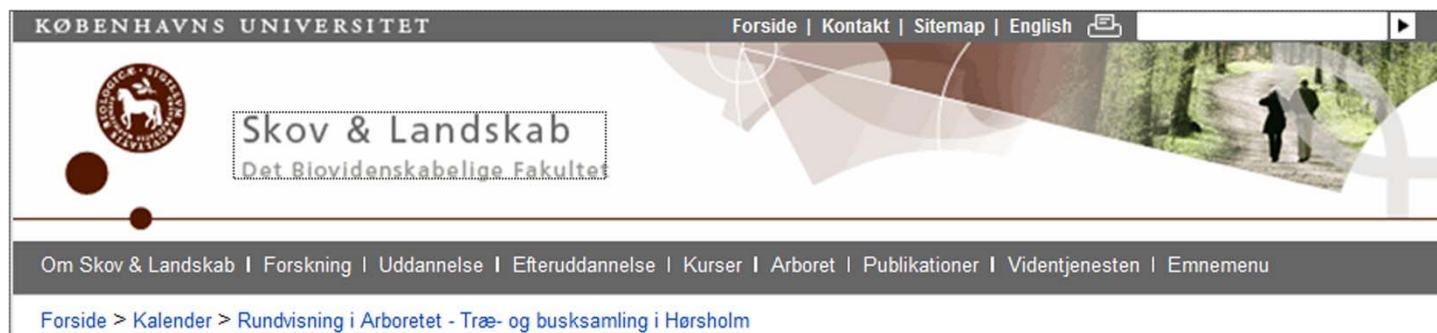 KØBENHAVNS UNIVERSITET Forside | Kontakt | Sitemap | English
Skov & Landskab
Det Biovidenskabelige Fakultet
Om Skov & Landskab | Forskning | Uddannelse | Efteruddannelse | Kurser | Arboret | Publikationer | Videntjenesten | Emnemenu
Forside > Kalender > Rundvisning i Arboretet - Træ- og busksamling i Hørsholm